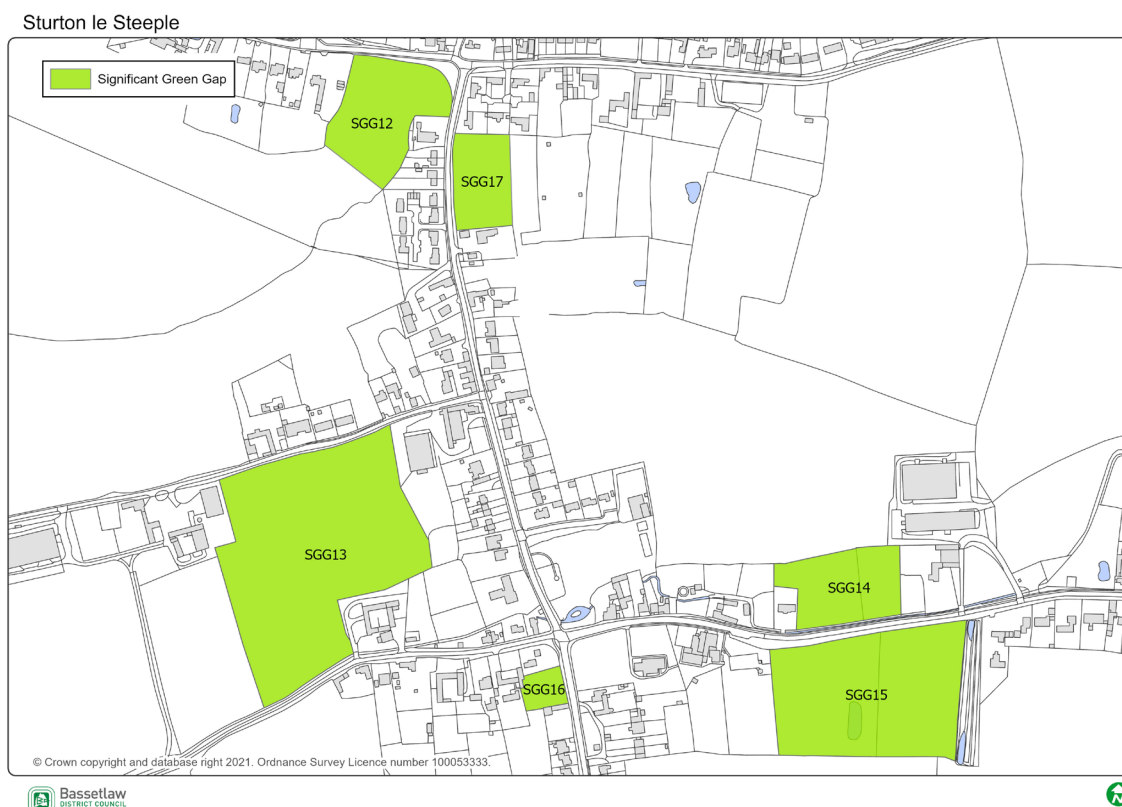 Sturton le Steeple
Significant Green Gap
SGG12
SGG17
SGG13
SGG14
SGG16
SGG15
© Crown copyright and database right 2021. Ordnance Survey Licence number 100053333.
Bassetlaw
DISTRICT COUNCIL
N